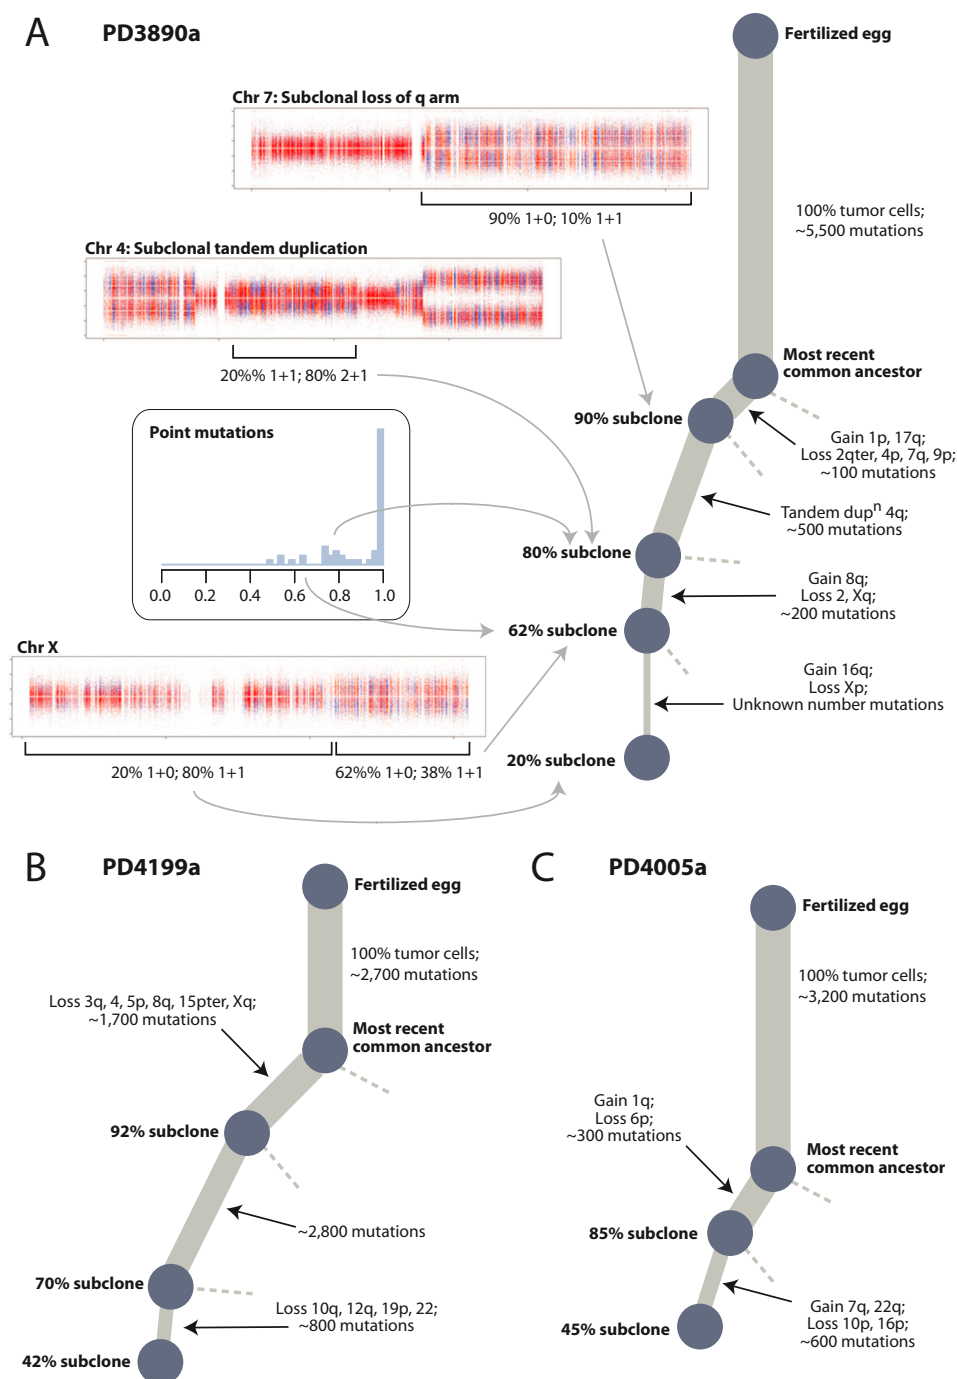 A
PD3890a
Fertilized egg
Chr 7: Subclonal loss of q arm
90% 1+0; 10% 1+1
100% tumor cells;
~5,500 mutations
Chr 4: Subclonal tandem duplication
20%% 1+1; 80% 2+1
Most recent
common ancestor
90% subclone
Gain 1p, 17q;
Loss 2qter, 4p, 7q, 9p;
~100 mutations
Point mutations
0.0 0.2 0.4 0.6 0.8 1.0
Tandem dupⁿ 4q;
~500 mutations
80% subclone
Gain 8q;
Loss 2, Xq;
~200 mutations
62% subclone
Chr X
20% 1+0; 80% 1+1
62%% 1+0; 38% 1+1
Gain 16q;
Loss Xp;
Unknown number mutations
20% subclone
B
PD4199a
Fertilized egg
100% tumor cells;
~2,700 mutations
Loss 3q, 4, 5p, 8q, 15pter, Xq;
~1,700 mutations
Most recent
common ancestor
92% subclone
~2,800 mutations
70% subclone
Loss 10q, 12q, 19p, 22;
~800 mutations
42% subclone
C
PD4005a
Fertilized egg
100% tumor cells;
~3,200 mutations
Gain 1q;
Loss 6p;
~300 mutations
Most recent
common ancestor
85% subclone
Gain 7q, 22q;
Loss 10p, 16p;
~600 mutations
45% subclone